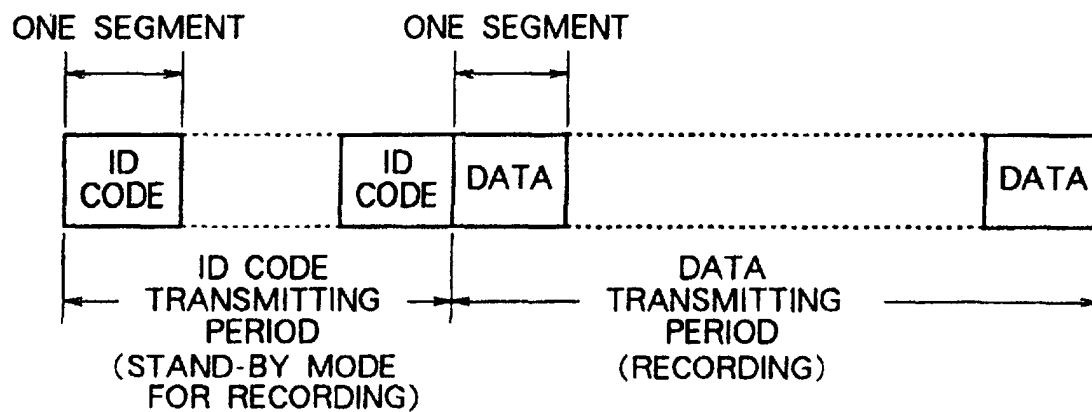 ONE SEGMENT
ONE SEGMENT
ID
CODE
ID
CODE
DATA
DATA
ID CODE
TRANSMITTING
PERIOD
(STAND-BY MODE
FOR RECORDING)
DATA
TRANSMITTING
PERIOD
(RECORDING)